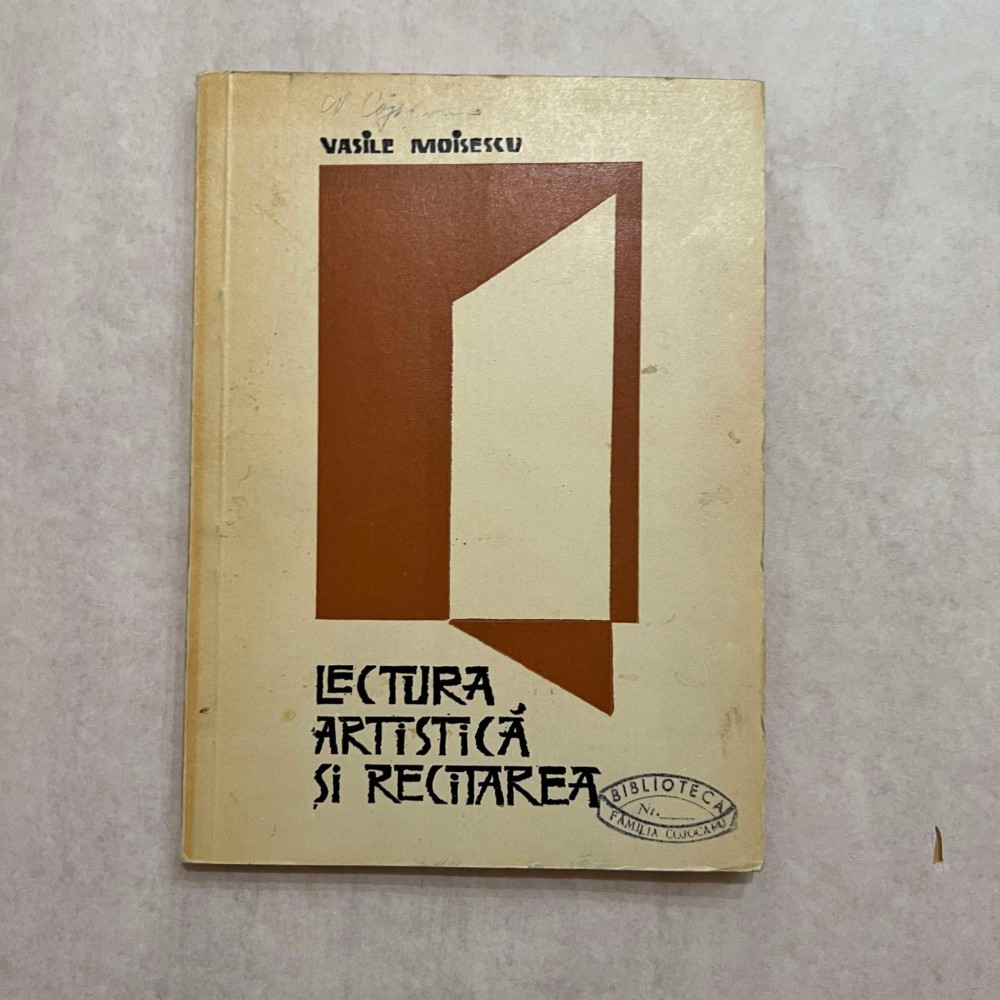 VASILE MOISESCU
LECTURA
ARTISTICĂ
ȘI RECITAREA
BIBLIOTECA
Nr.
FAMILIA COJOCARU